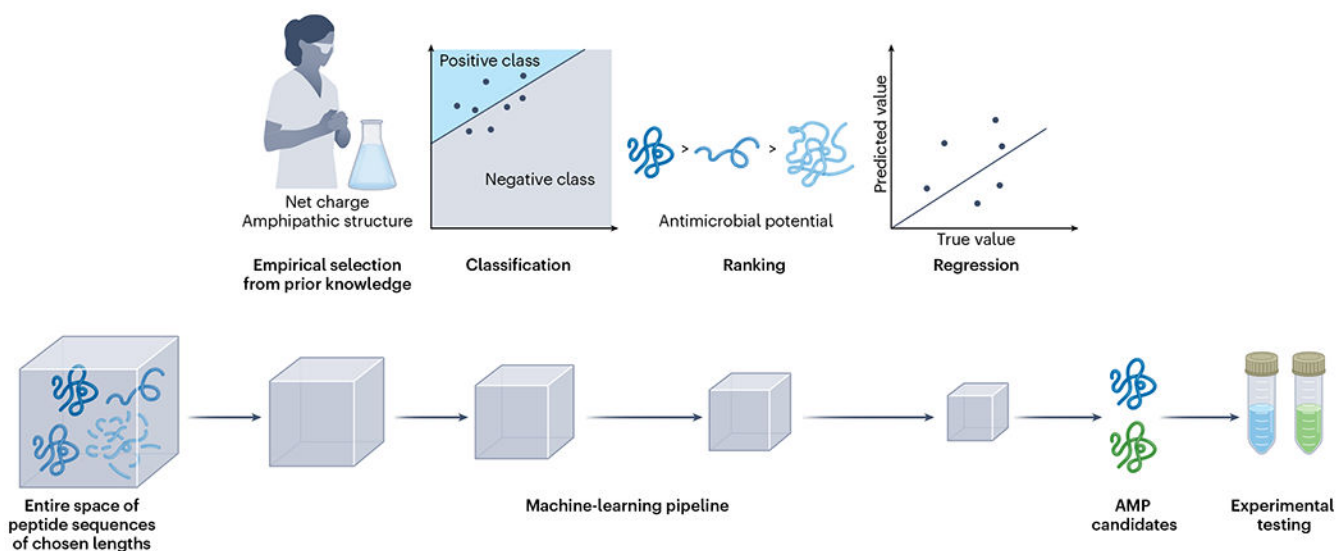 Positive class
Negative class
Net charge
Amphipathic structure
Empirical selection
from prior knowledge
Classification
>
>
Antimicrobial potential
Ranking
Predicted value
True value
Regression
Entire space of
peptide sequences
of chosen lengths
Machine-learning pipeline
AMP
candidates
Experimental
testing